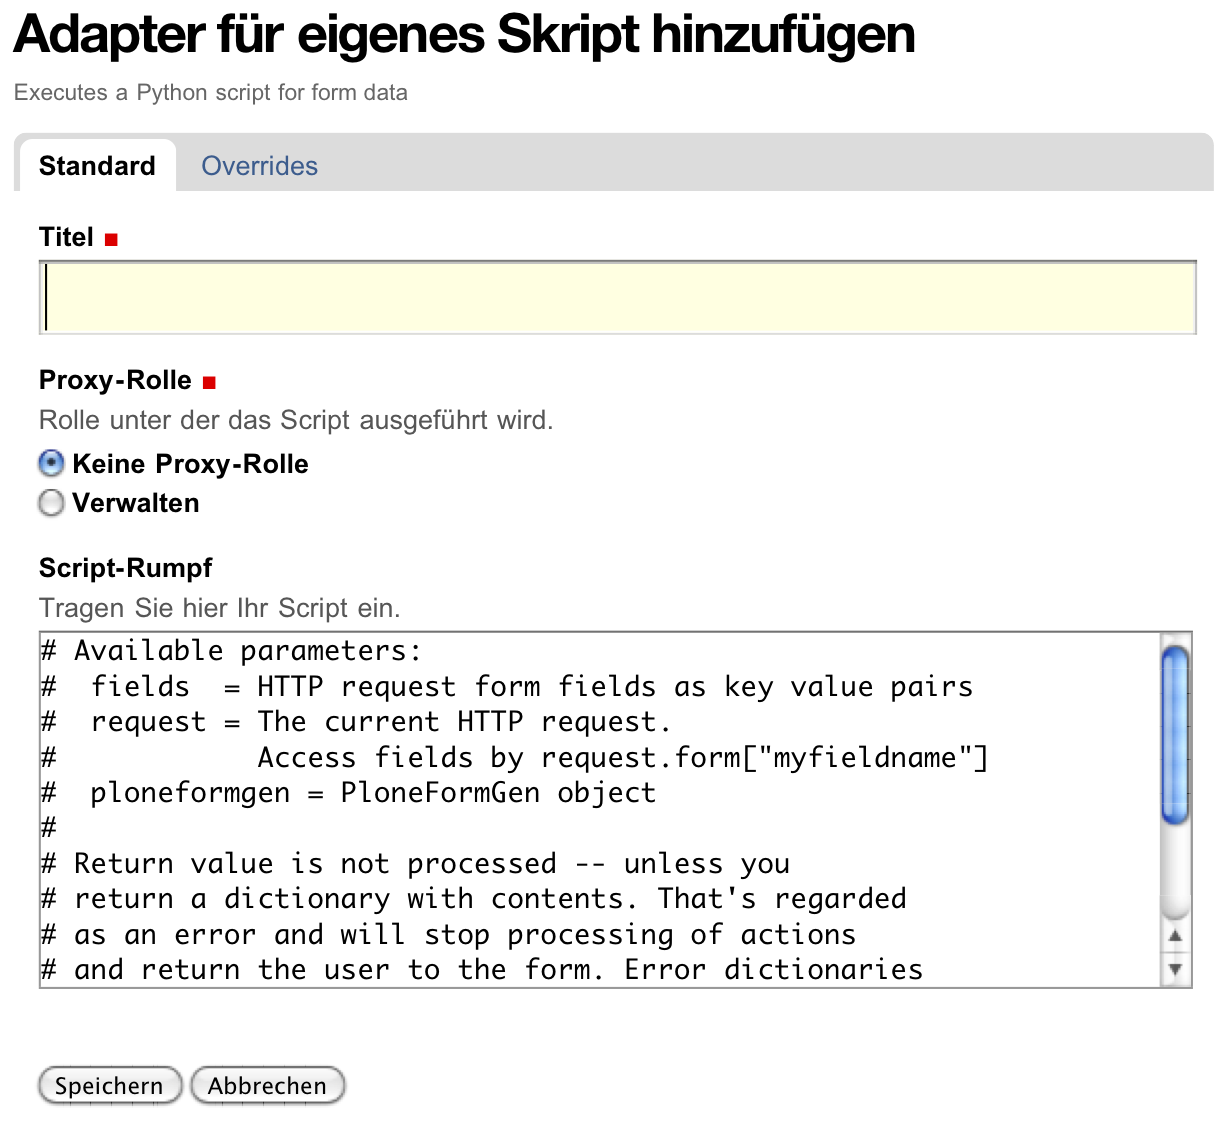 Adapter für eigenes Skript hinzufügen
Executes a Python script for form data
Standard Overrides
Titel
Proxy-Rolle
Rolle unter der das Script ausgeführt wird.
Keine Proxy-Rolle
Verwalten
Script-Rumpf
Tragen Sie hier Ihr Script ein.
# Available parameters:
#  fields  = HTTP request form fields as key value pairs
#  request = The current HTTP request.
#            Access fields by request.form["myfieldname"]
#  ploneformgen = PloneFormGen object
#
# Return value is not processed -- unless you
# return a dictionary with contents. That's regarded
# as an error and will stop processing of actions
# and return the user to the form. Error dictionaries
Speichern Abbrechen